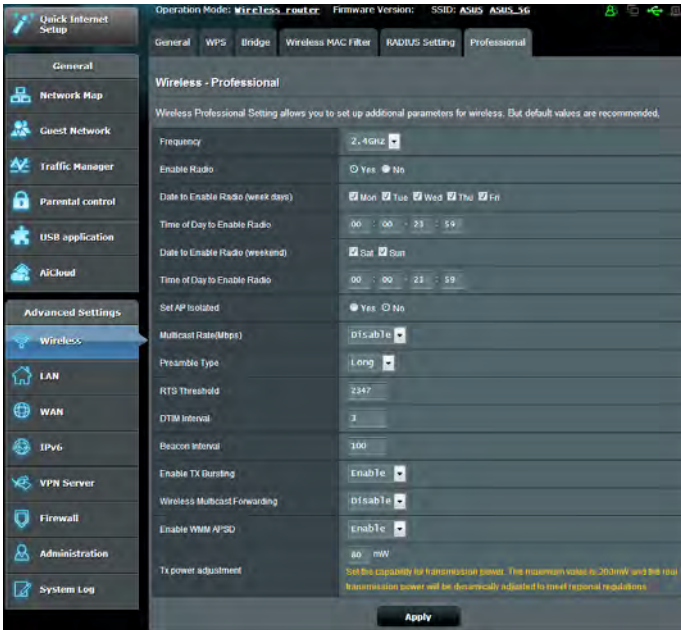 Quick Internet
Setup
Operation Mode: Wireless router Firmware Version: SSID: ASUS ASUS_5G
General WPS Bridge Wireless MAC Filter RADIUS Setting Professional
General
Network Map
Guest Network
Traffic Manager
Parental control
USB application
AiCloud
Advanced Settings
Wireless
LAN
WAN
IPv6
VPN Server
Firewall
Administration
System Log
Wireless - Professional
Wireless Professional Setting allows you to set up additional parameters for wireless. But default values are recommended.
Frequency 2.4GHz
Enable Radio Yes No
Date to Enable Radio (week days) Mon Tue Wed Thu Fri
Time of Day to Enable Radio 00 : 00 - 23 : 59
Date to Enable Radio (weekend) Sat Sun
Time of Day to Enable Radio 00 : 00 - 23 : 59
Set AP Isolated Yes No
Multicast Rate(Mbps) Disable
Preamble Type Long
RTS Threshold 2347
DTIM Interval 3
Beacon Interval 100
Enable TX Bursting Enable
Wireless Multicast Forwarding Disable
Enable WMM APSD Enable
Tx power adjustment 80 mW
Set the capability for transmission power. The maximum value is 200mW and the real
transmission power will be dynamically adjusted to meet regional regulations
Apply